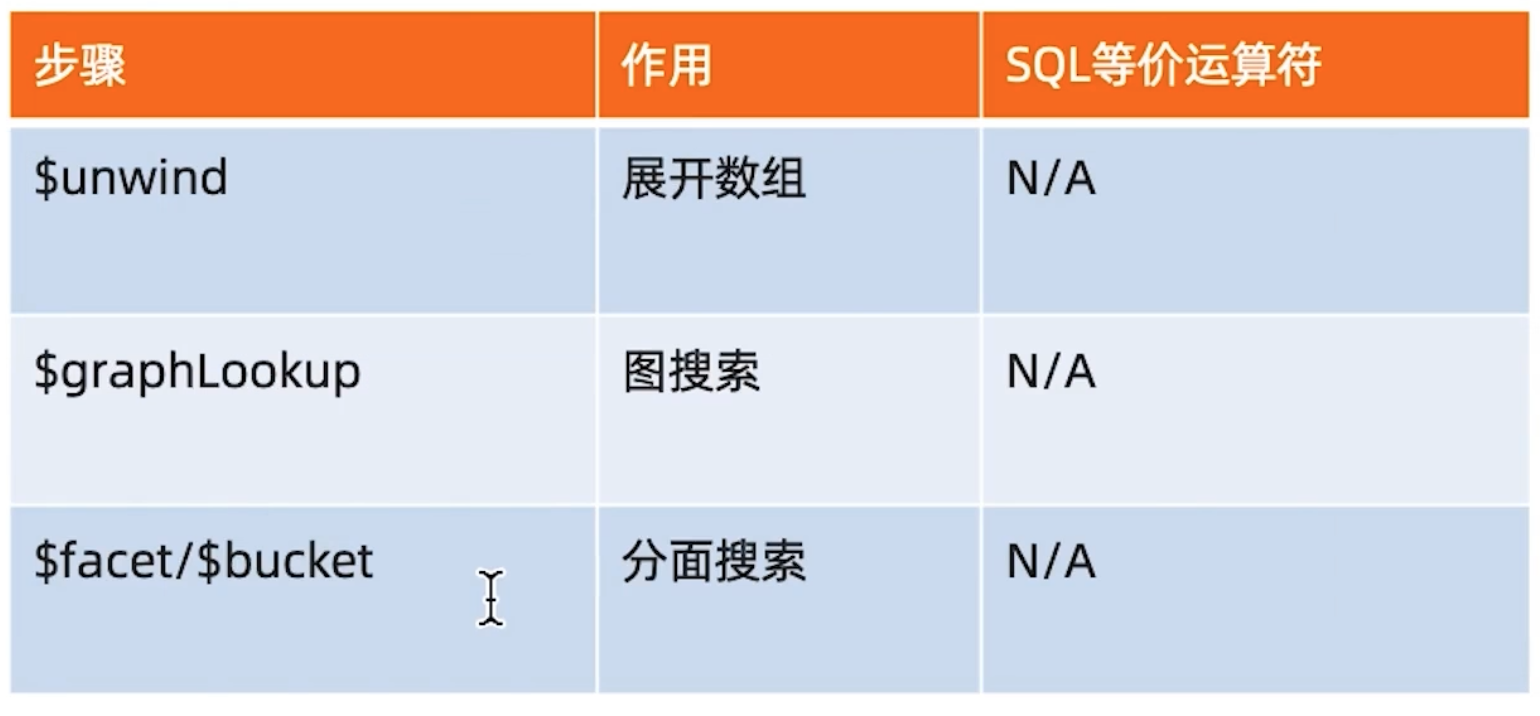 步骤 作用 SQL等价运算符
$unwind 展开数组 N/A
$graphLookup 图搜索 N/A
$facet/$bucket 分面搜索 N/A